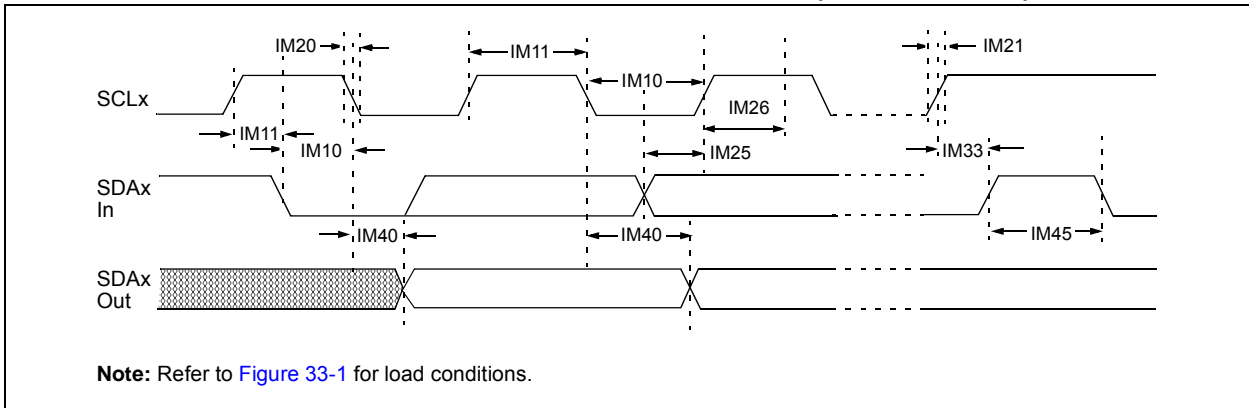 IM20
IM11
IM21
IM10
SCLx
IM26
IM11
IM10
IM25
IM33
SDAx
In
IM40
IM40
IM45
SDAx
Out
Note: Refer to Figure 33-1 for load conditions.